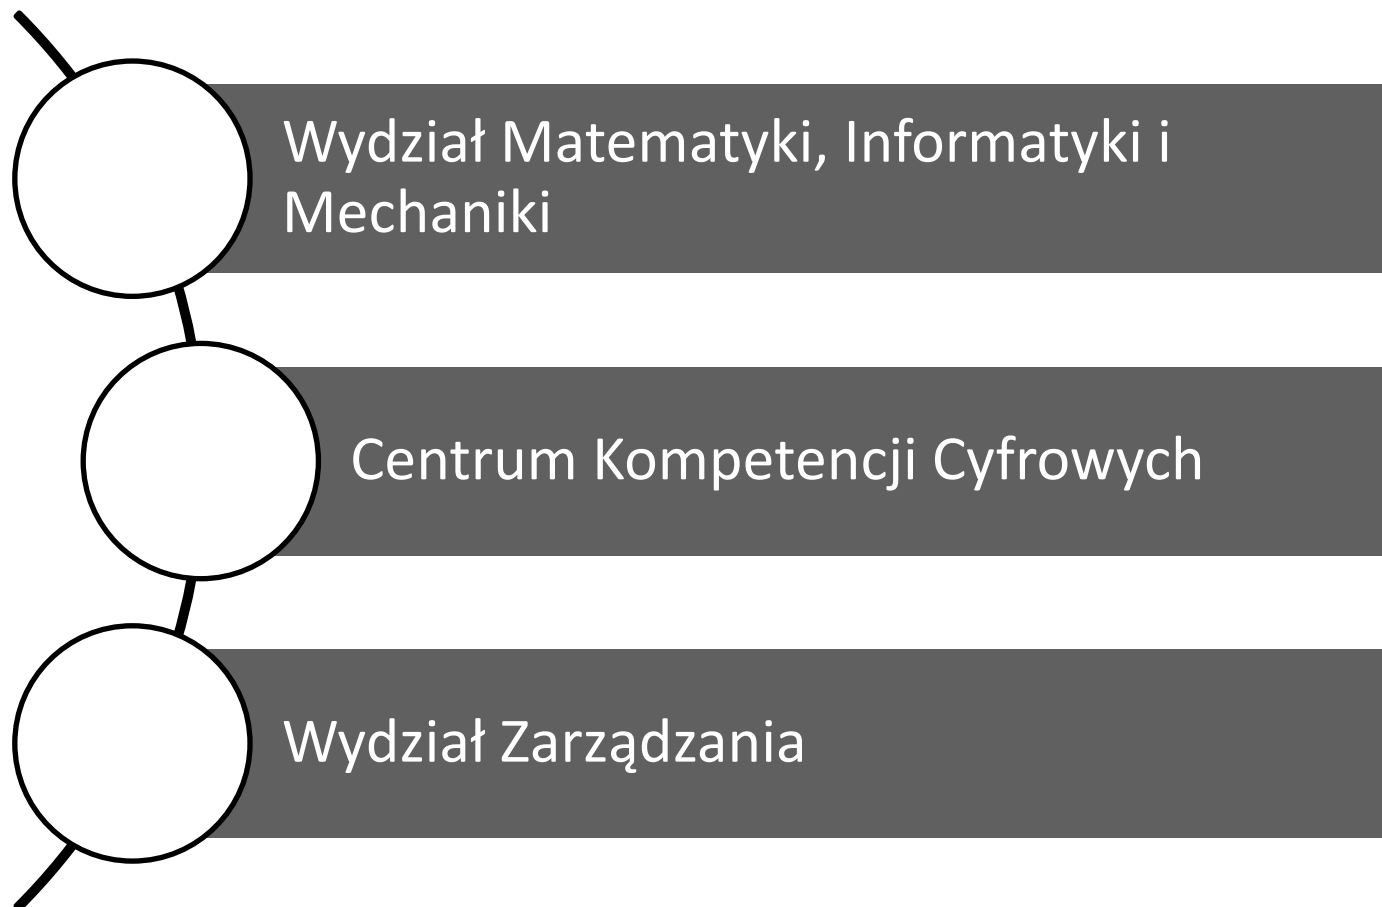 Wydział Matematyki, Informatyki i
Mechaniki
Centrum Kompetencji Cyfrowych
Wydział Zarządzania